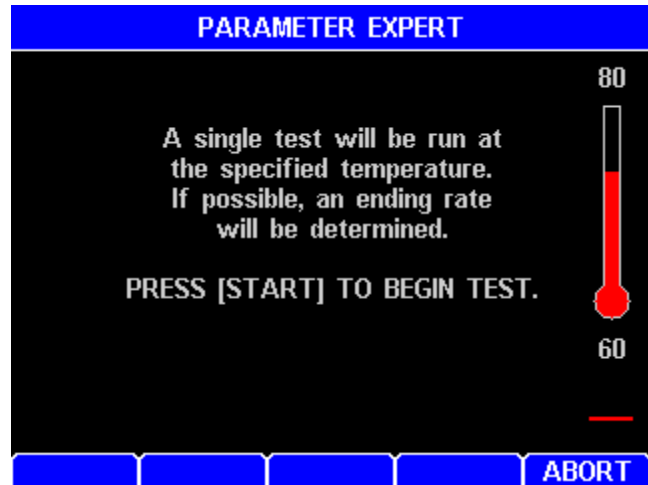 PARAMETER EXPERT
80
A single test will be run at
the specified temperature.
If possible, an ending rate
will be determined.
PRESS [START] TO BEGIN TEST.
60
ABORT